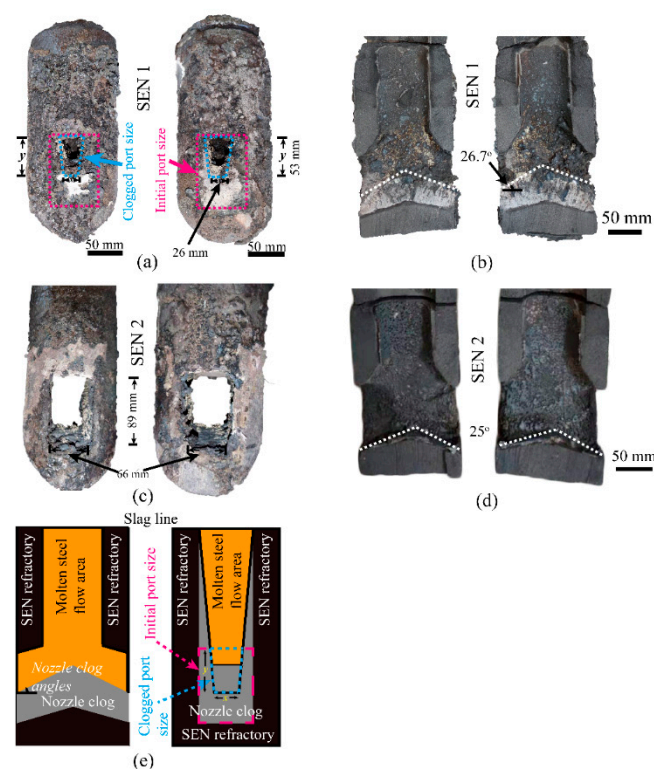 (a)
SEN 1
y
Clogged port size
Initial port size
y
53 mm
50 mm
26 mm
50 mm
(b)
SEN 1
26.7°
50 mm
(c)
SEN 2
89 mm
66 mm
(d)
SEN 2
25°
50 mm
Slag line
SEN refractory
Molten steel
flow area
SEN refractory
Nozzle clog
angles
Nozzle clog
Initial port size
Clogged port
size
SEN refractory
Molten steel
flow area
SEN refractory
Nozzle clog
SEN refractory
(e)